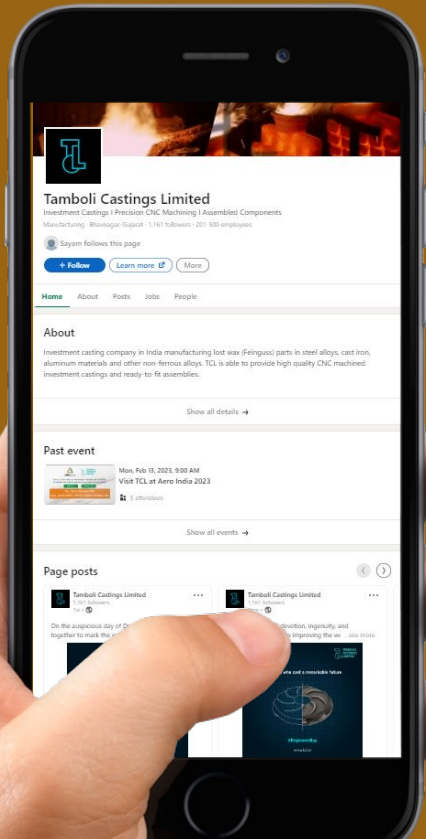 TCL
Tamboli Castings Limited
Investment Castings I Precision CNC Machining I Assembled Components
Manufacturing · Bhavnagar, Gujarat · 1,161 followers · 201-500 employees
Sayam follows this page
+ Follow
Learn more
More
Home
About
Posts
Jobs
People
About
Investment casting company in India manufacturing lost wax (Feinguss) parts in steel alloys, cast iron,
aluminum materials and other non-ferrous alloys. TCL is able to provide high quality CNC machined
investment castings and ready-to-fit assemblies.
Show all details →
Past event
Mon, Feb 13, 2023, 9:00 AM
Visit TCL at Aero India 2023
3 attendees
Show all events →
Page posts
Tamboli Castings Limited
1,161 followers
1w •
On the auspicious day of
together to mark the
Tamboli Castings Limited
1,161 followers
devotion, ingenuity, and
improving the
...see more
who cast a remarkable future